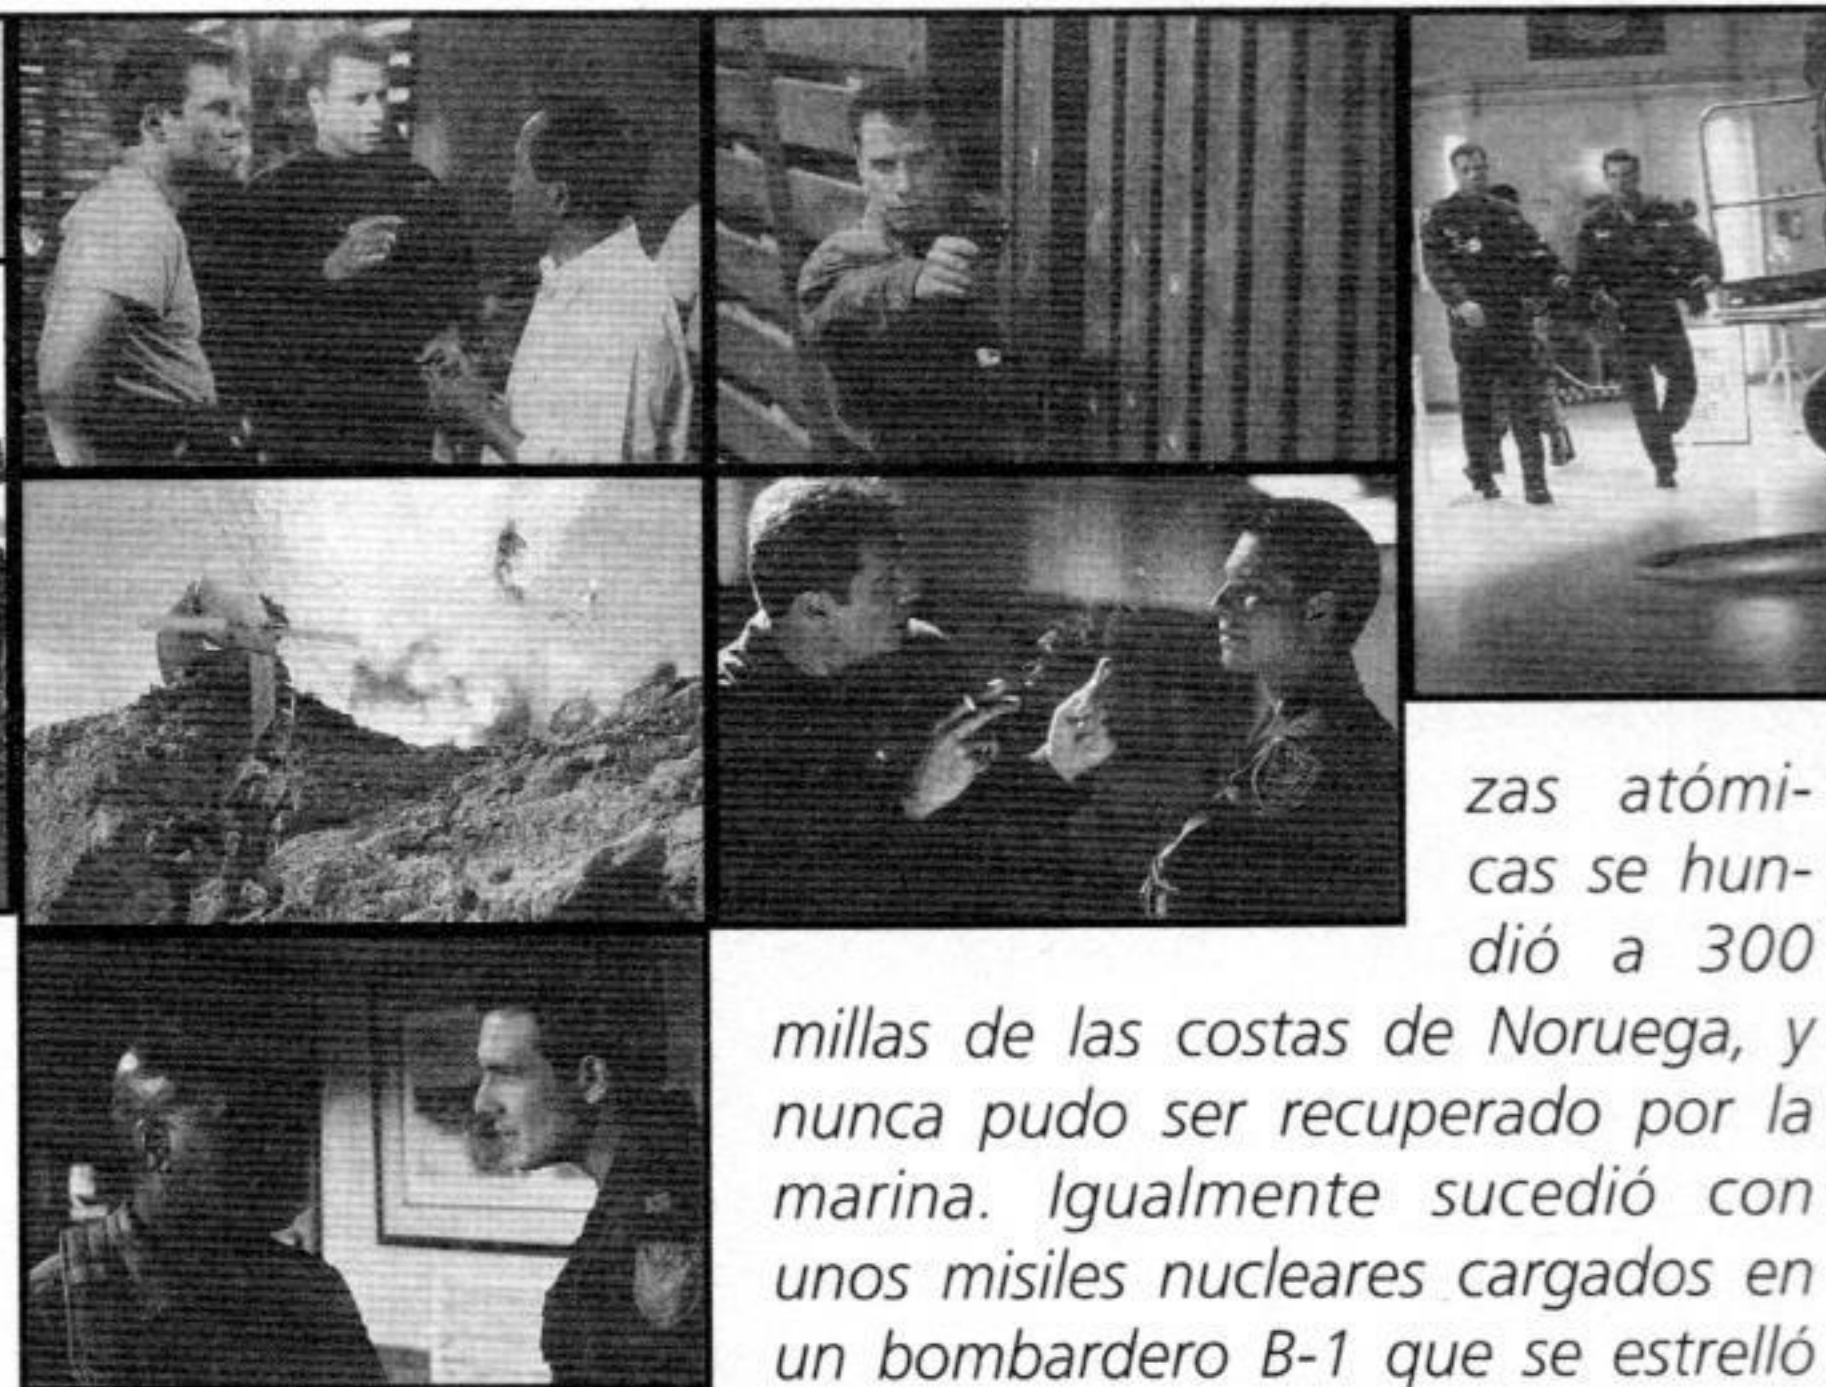 zas atómi-
cas se hun-
dió a 300
millas de las costas de Noruega, y
nunca pudo ser recuperado por la
marina. Igualmente sucedió con
unos misiles nucleares cargados en
un bombardero B-1 que se estrelló